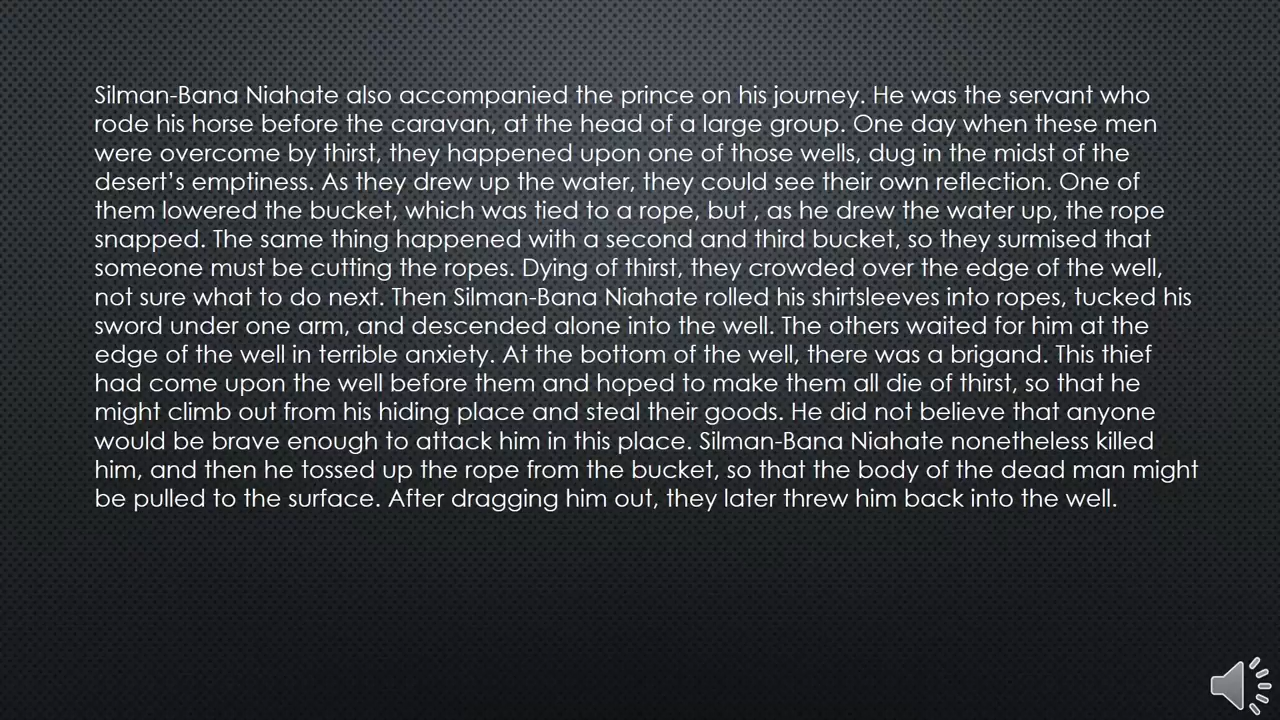 Silman-Bana Niahate also accompanied the prince on his journey. He was the servant who
rode his horse before the caravan, at the head of a large group. One day when these men
were overcome by thirst, they happened upon one of those wells, dug in the midst of the
desert's emptiness. As they drew up the water, they could see their own reflection. One of
them lowered the bucket, which was tied to a rope, but , as he drew the water up, the rope
snapped. The same thing happened with a second and third bucket, so they surmised that
someone must be cutting the ropes. Dying of thirst, they crowded over the edge of the well,
not sure what to do next. Then Silman-Bana Niahate rolled his shirtsleeves into ropes, tucked his
sword under one arm, and descended alone into the well. The others waited for him at the
edge of the well in terrible anxiety. At the bottom of the well, there was a brigand. This thief
had come upon the well before them and hoped to make them all die of thirst, so that he
might climb out from his hiding place and steal their goods. He did not believe that anyone
would be brave enough to attack him in this place. Silman-Bana Niahate nonetheless killed
him, and then he tossed up the rope from the bucket, so that the body of the dead man might
be pulled to the surface. After dragging him out, they later threw him back into the well.